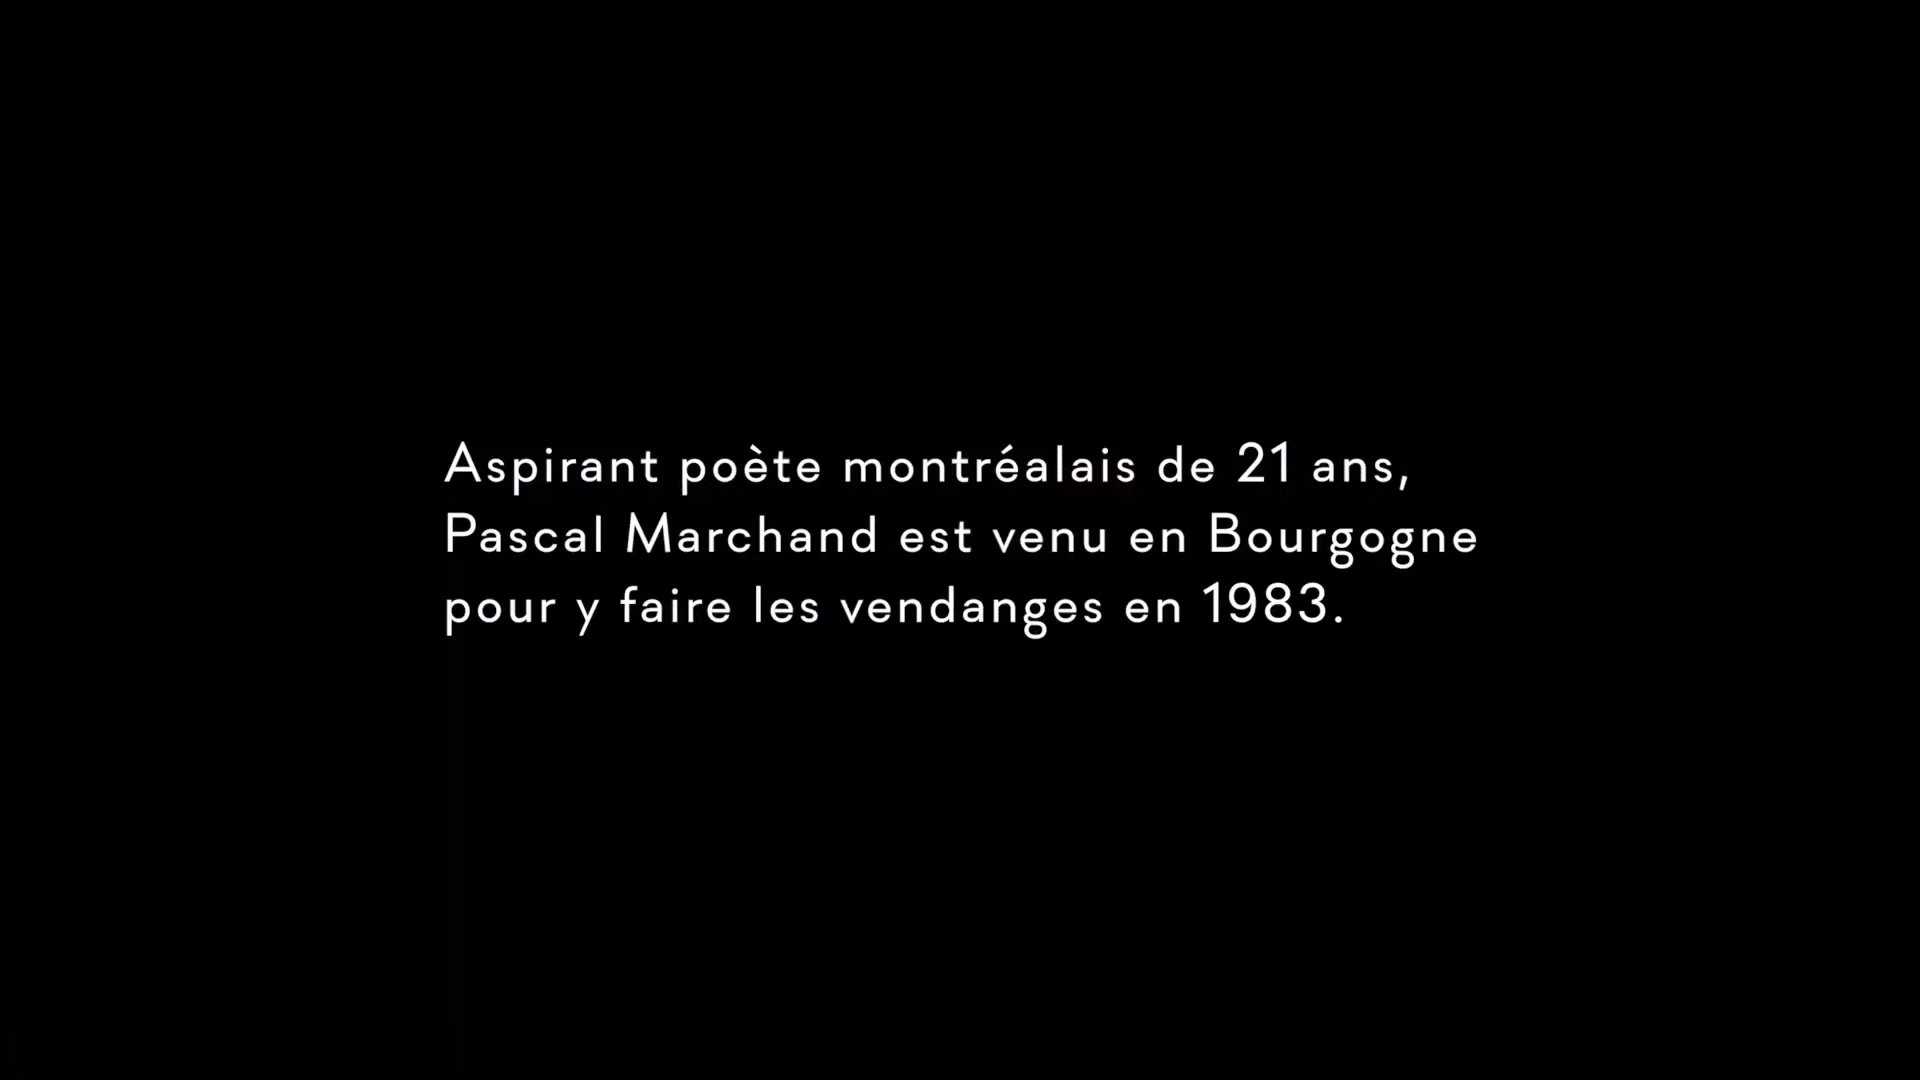 Aspirant poète montréalais de 21 ans,
Pascal Marchand est venu en Bourgogne
pour y faire les vendanges en 1983.